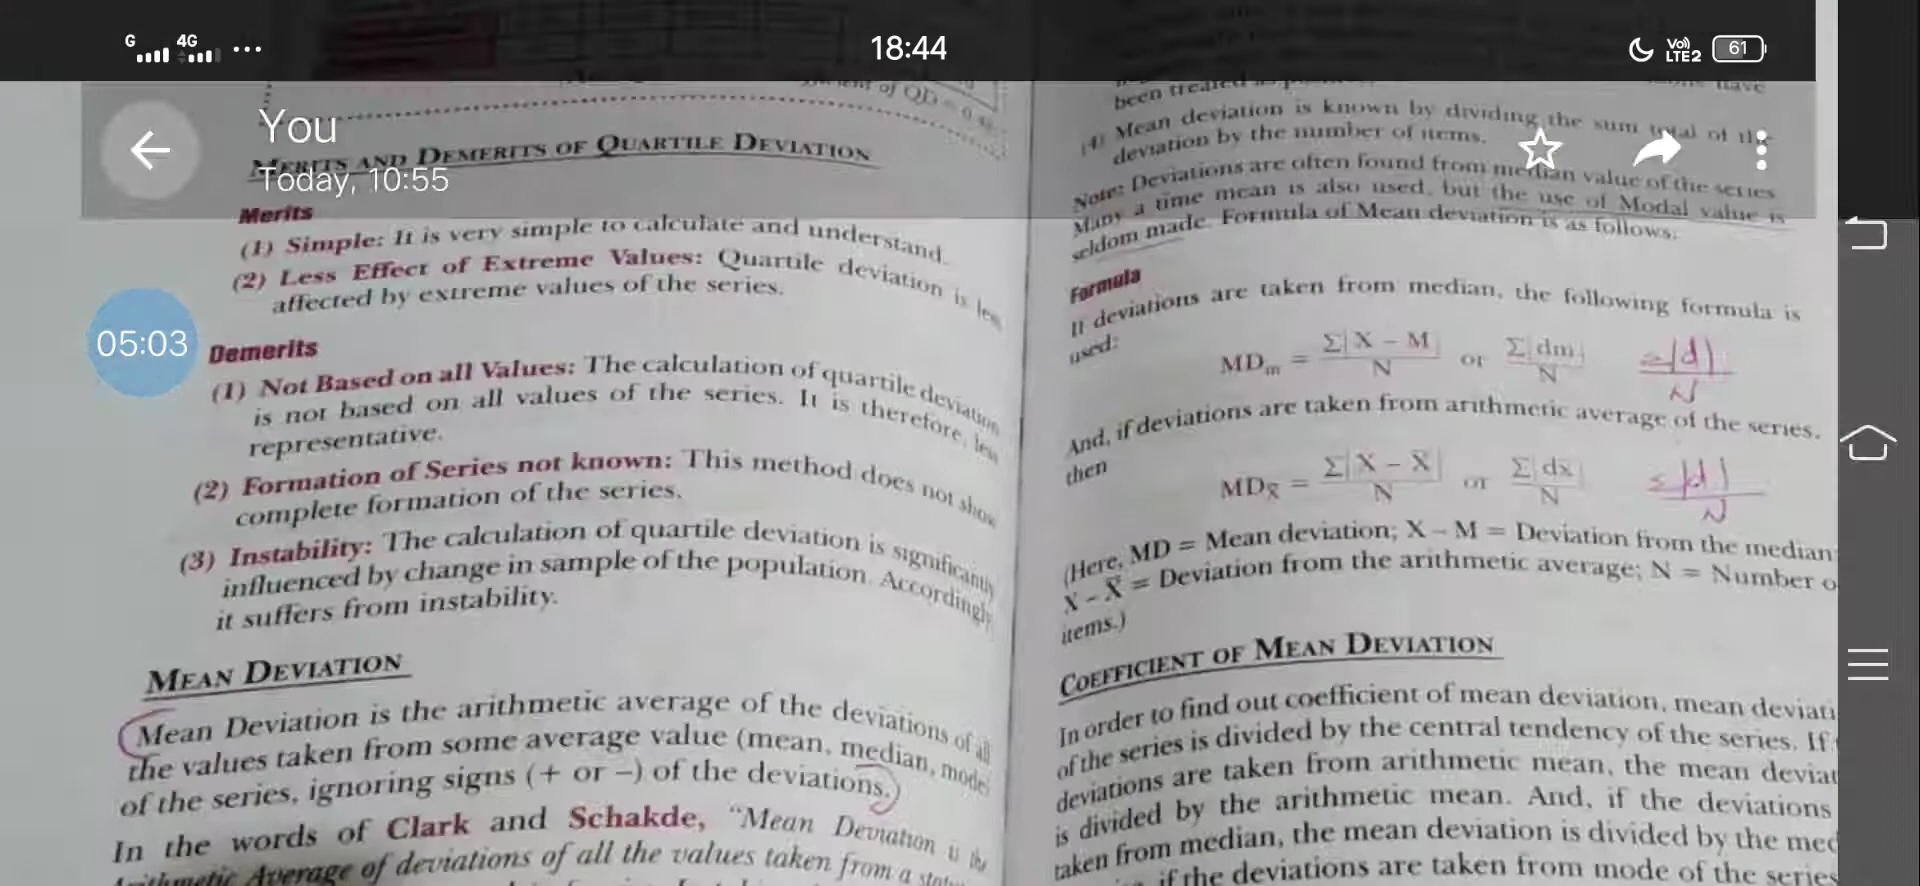 G 4G ... 18:44 Vo) LTE2 61
You
Today, 10:55
05:03
of QD = 0.
MERITS AND DEMERITS OF QUARTILE DEVIATION
Merits
(1) Simple: It is very simple to calculate and understand.
(2) Less Effect of Extreme Values: Quartile deviation is less
affected by extreme values of the series.
Demerits
(1) Not Based on all Values: The calculation of quartile deviation
is not based on all values of the series. It is therefore, less
representative.
(2) Formation of Series not known: This method does not show
complete formation of the series.
(3) Instability: The calculation of quartile deviation is significantly
influenced by change in sample of the population. Accordingly
it suffers from instability.
MEAN DEVIATION
Mean Deviation is the arithmetic average of the deviations of all
the values taken from some average value (mean, median, mode)
of the series, ignoring signs (+ or –) of the deviations.
In the words of Clark and Schakde, "Mean Deviation is the
Arithmetic Average of deviations of all the values taken from a
been treated have
(4) Mean deviation is known by dividing the sum total of the
deviation by the number of items.
Note: Deviations are often found from median value of the series
Many a time mean is also used, but the use of Modal value is
seldom made. Formula of Mean deviation is as follows:
Formula
If deviations are taken from median, the following formula is
used:
MDm = Σ|X – M| / N or Σ|dm| / N Σ|d| / N
And, if deviations are taken from arithmetic average of the series,
then
MDX̄ = Σ|X – X̄| / N or Σ|dx̄| / N Σ|d| / N
(Here, MD = Mean deviation; X – M = Deviation from the median;
X – X̄ = Deviation from the arithmetic average; N = Number o
items.)
COEFFICIENT OF MEAN DEVIATION
In order to find out coefficient of mean deviation, mean deviati
of the series is divided by the central tendency of the series. If
deviations are taken from arithmetic mean, the mean deviat
is divided by the arithmetic mean. And, if the deviations
taken from median, the mean deviation is divided by the med
if the deviations are taken from mode of the series